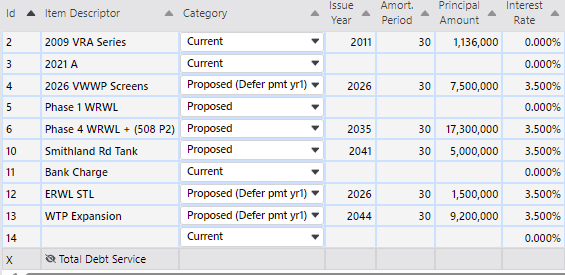 Id Item Descriptor Category Issue Year Amort. Period Principal Amount Interest Rate
2 2009 VRA Series Current 2011 30 1,136,000 0.000%
3 2021 A Current 0.000%
4 2026 VWWP Screens Proposed (Defer pmt yr1) 2026 30 7,500,000 3.500%
5 Phase 1 WRWL Proposed 0.000%
6 Phase 4 WRWL + (508 P2) Proposed 2035 30 17,300,000 3.500%
10 Smithland Rd Tank Proposed 2041 30 5,000,000 3.500%
11 Bank Charge Current 0.000%
12 ERWL STL Proposed (Defer pmt yr1) 2026 30 1,500,000 3.500%
13 WTP Expansion Proposed (Defer pmt yr1) 2044 30 9,200,000 3.500%
14 Current 0.000%
X Total Debt Service